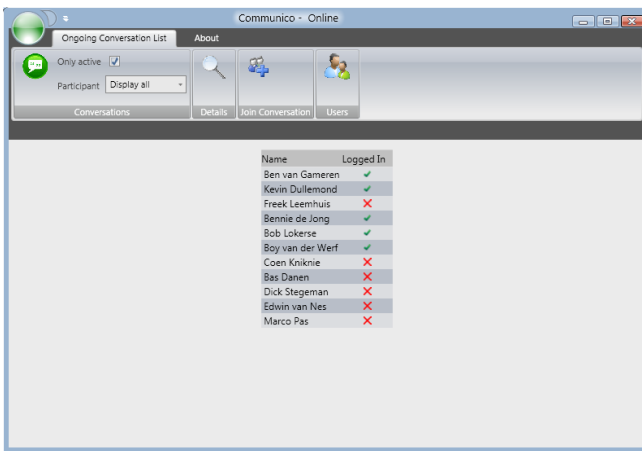 Communico - Online
Ongoing Conversation List About
Only active
Participant Display all
Conversations Details Join Conversation Users
Name Logged In
Ben van Gameren
Kevin Dullemond
Freek Leemhuis
Bennie de Jong
Bob Lokerse
Boy van der Werf
Coen Kniknie
Bas Danen
Dick Stegeman
Edwin van Nes
Marco Pas